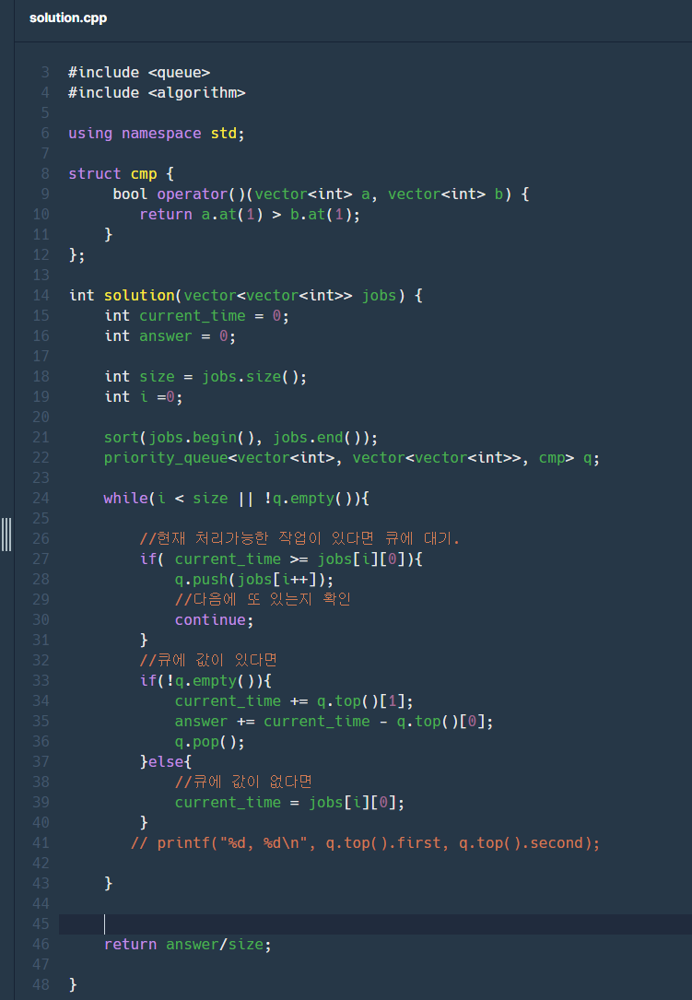 solution.cpp
3 #include <queue>
4 #include <algorithm>
5
6 using namespace std;
7
8 struct cmp {
9 bool operator()(vector<int> a, vector<int> b) {
10 return a.at(1) > b.at(1);
11 }
12 };
13
14 int solution(vector<vector<int>> jobs) {
15 int current_time = 0;
16 int answer = 0;
17
18 int size = jobs.size();
19 int i =0;
20
21 sort(jobs.begin(), jobs.end());
22 priority_queue<vector<int>, vector<vector<int>>, cmp> q;
23
24 while(i < size || !q.empty()){
25
26 //현재 처리가능한 작업이 있다면 큐에 대기.
27 if( current_time >= jobs[i][0]){
28 q.push(jobs[i++]);
29 //다음에 또 있는지 확인
30 continue;
31 }
32 //큐에 값이 있다면
33 if(!q.empty()){
34 current_time += q.top()[1];
35 answer += current_time - q.top()[0];
36 q.pop();
37 }else{
38 //큐에 값이 없다면
39 current_time = jobs[i][0];
40 }
41 // printf("%d, %d\n", q.top().first, q.top().second);
42
43 }
44
45
46 return answer/size;
47
48 }